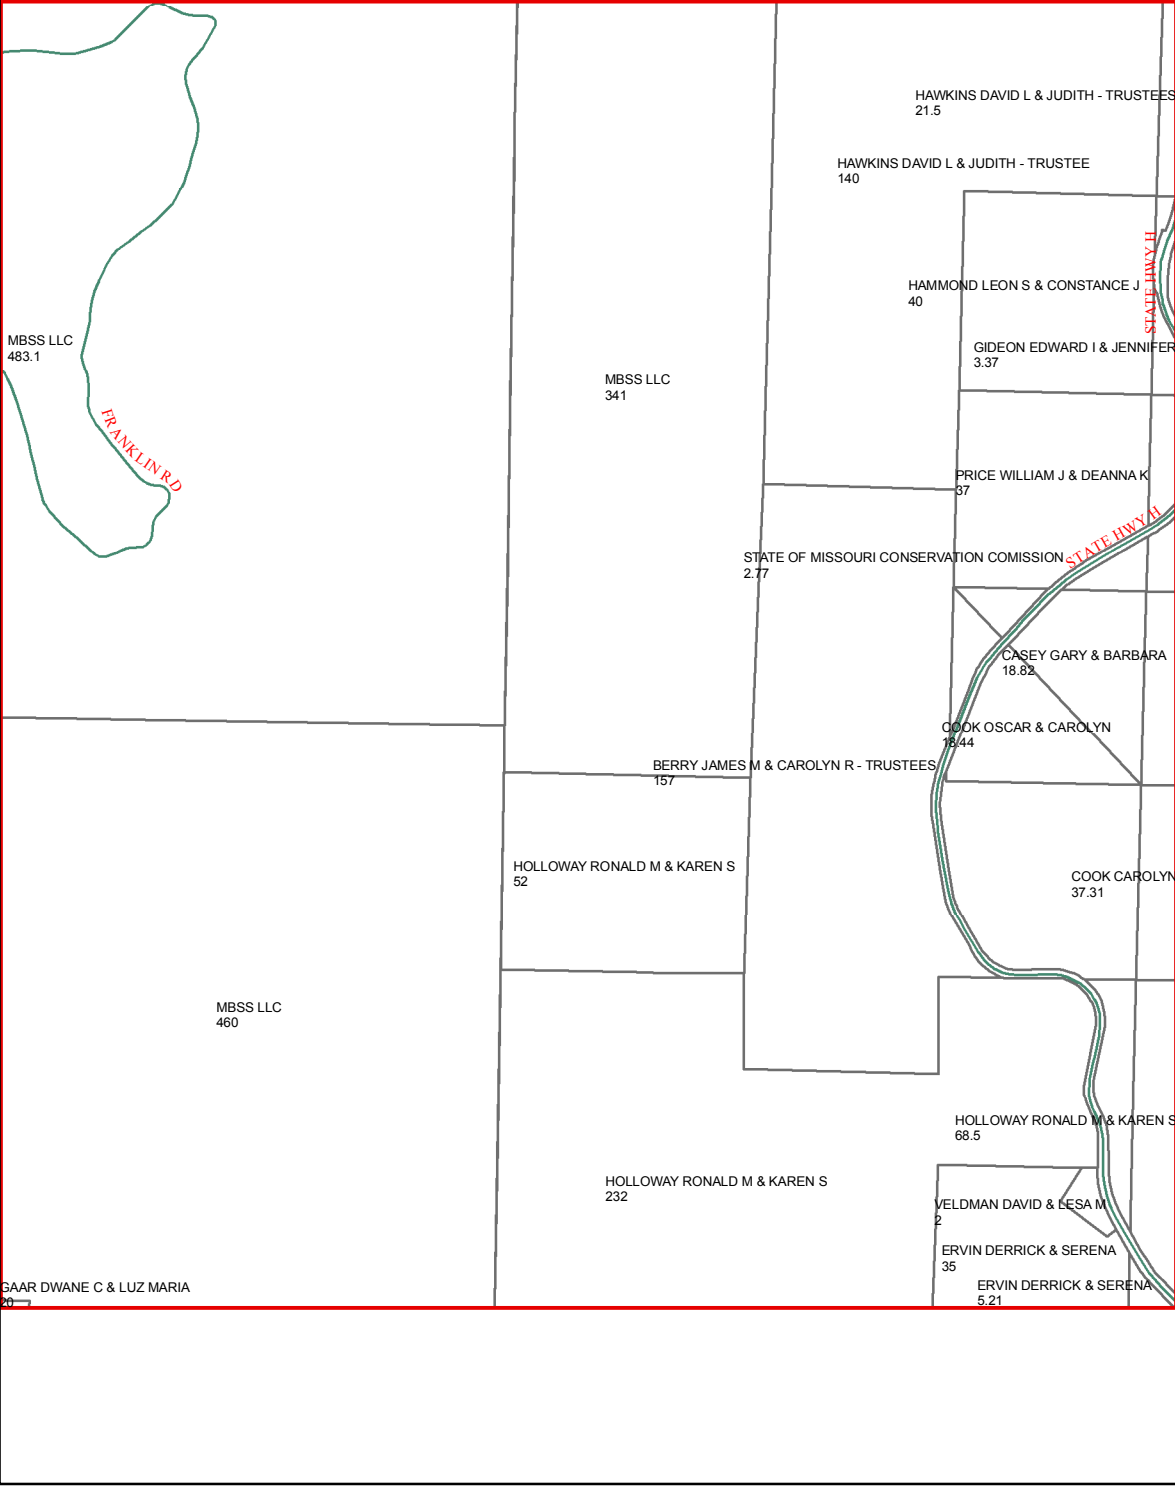 HAWKINS DAVID L & JUDITH - TRUSTEES
21.5
HAWKINS DAVID L & JUDITH - TRUSTEE
140
STATE HWY H
HAMMOND LEON S & CONSTANCE J
40
MBSS LLC
483.1
GIDEON EDWARD I & JENNIFER
3.37
MBSS LLC
341
FRANKLIN RD
PRICE WILLIAM J & DEANNA K
37
STATE HWY H
STATE OF MISSOURI CONSERVATION COMISSION
2.77
CASEY GARY & BARBARA
18.82
COOK OSCAR & CAROLYN
18.44
BERRY JAMES M & CAROLYN R - TRUSTEES
157
HOLLOWAY RONALD M & KAREN S
52
COOK CAROLYN
37.31
MBSS LLC
460
HOLLOWAY RONALD M & KAREN S
68.5
HOLLOWAY RONALD M & KAREN S
232
VELDMAN DAVID & LESA M
2
ERVIN DERRICK & SERENA
35
ERVIN DERRICK & SERENA
5.21
GAAR DWANE C & LUZ MARIA
20